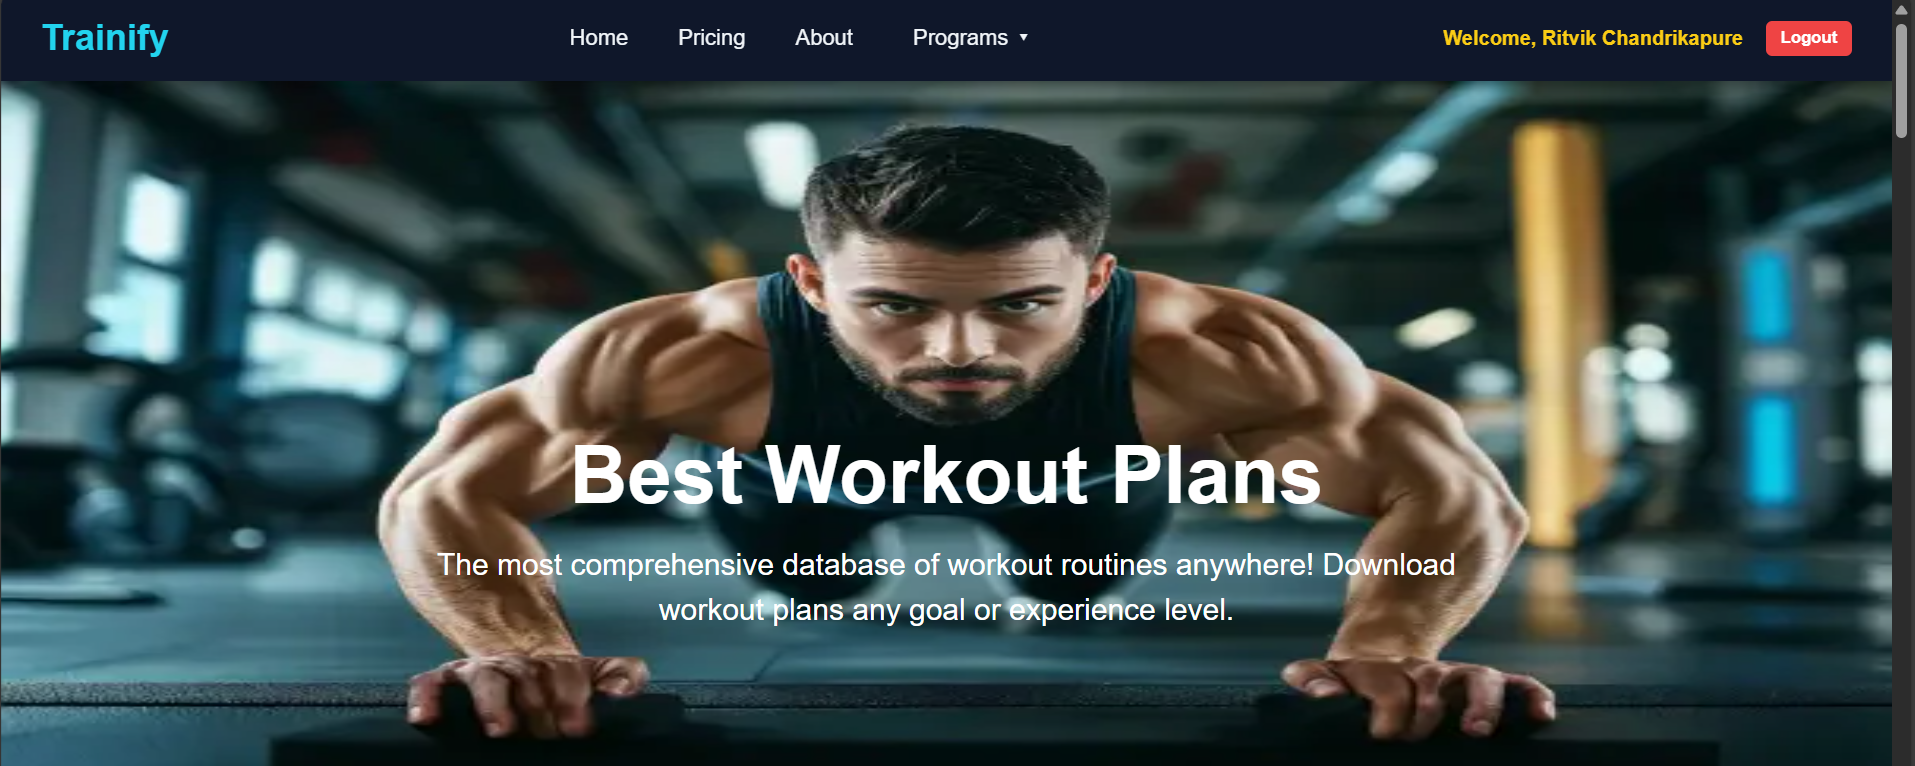 Trainify
Home
Pricing
About
Programs ▼
Welcome, Ritvik Chandrikapure
Logout
Best Workout Plans
The most comprehensive database of workout routines anywhere! Download
workout plans any goal or experience level.